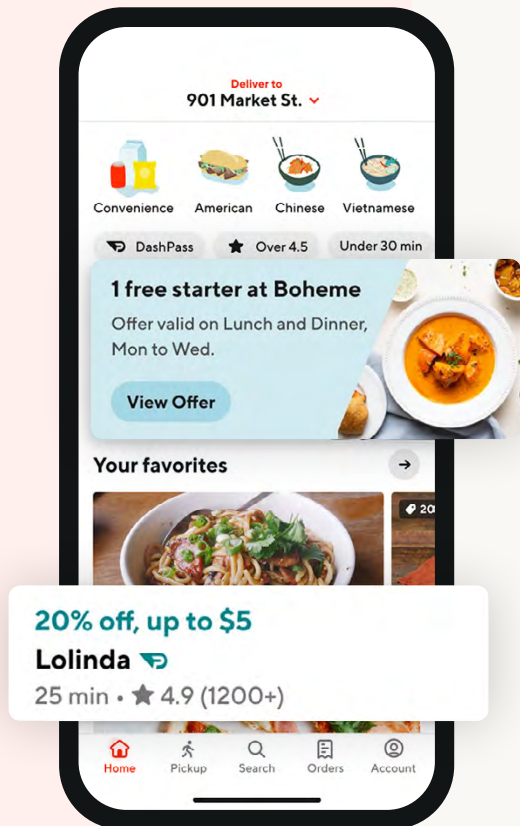 Deliver to
901 Market St.
Convenience
American
Chinese
Vietnamese
DashPass
Over 4.5
Under 30 min
1 free starter at Boheme
Offer valid on Lunch and Dinner,
Mon to Wed.
View Offer
Your favorites
20% off, up to $5
Lolinda
25 min • ★ 4.9 (1200+)
Home
Pickup
Search
Orders
Account